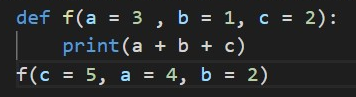 def f(a = 3 , b = 1, c = 2):
    print(a + b + c)
f(c = 5, a = 4, b = 2)